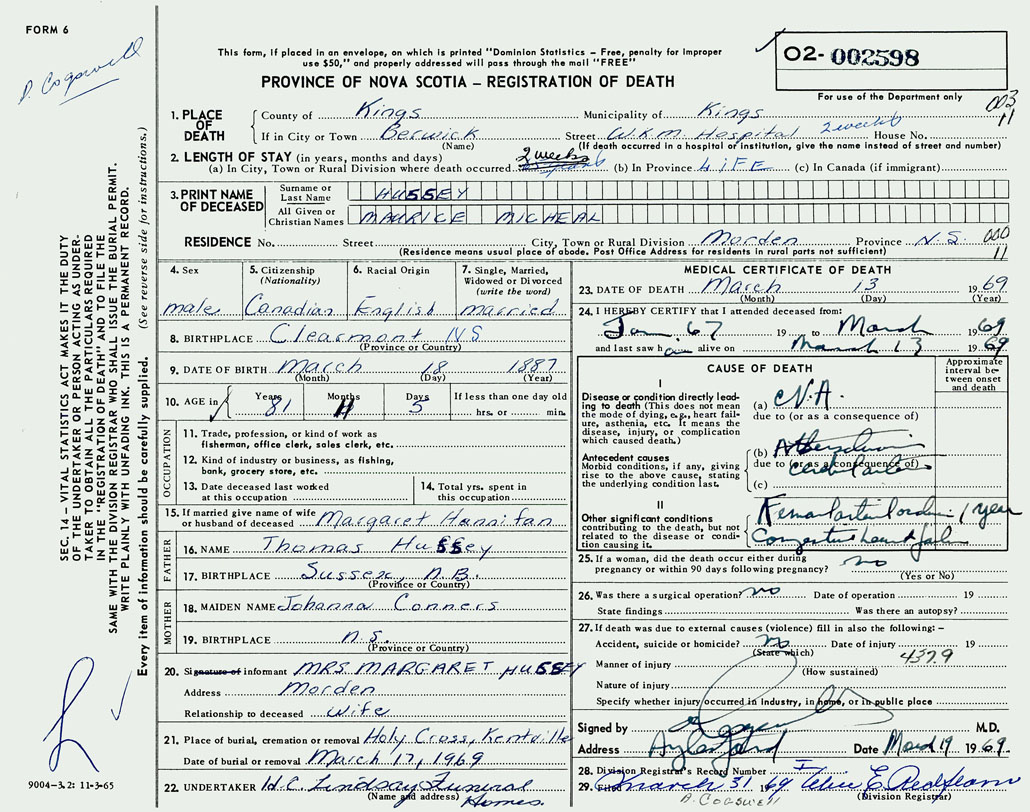 FORM 6
D. Cogswell
This form, if placed in an envelope, on which is printed "Dominion Statistics – Free, penalty for improper
use $50," and properly addressed will pass through the mail "FREE"
PROVINCE OF NOVA SCOTIA – REGISTRATION OF DEATH
02- 002598
For use of the Department only
003
11
1. PLACE OF DEATH
County of Kings Municipality of Kings
If in City or Town Berwick Street W.K.M. Hospital 2 weeks House No.
(Name) (If death occurred in a hospital of institution, give the name instead of street and number)
2. LENGTH OF STAY (in years, months and days)
(a) In City, Town or Rural Division where death occurred 2 weeks (b) In Province LIFE (c) In Canada (if immigrant)
3. PRINT NAME OF DECEASED
Surname or Last Name HUSSEY
All Given or Christian Names MAURICE MICHEAL
RESIDENCE No. Street City, Town or Rural Division Morden Province N.S 000
11
(Residence means usual place of abode. Post Office Address for residents in rural parts not sufficient)
4. Sex male
5. Citizenship (Nationality) Canadian
6. Racial Origin English
7. Single, Married, Widowed or Divorced (write the word) married
8. BIRTHPLACE Clearmont N S
(Province or Country)
9. DATE OF BIRTH March 18 1887
(Month) (Day) (Year)
10. AGE in Years 81 Months 11 Days 5 If less than one day old hrs. or min.
OCCUPATION
11. Trade, profession, or kind of work as
fisherman, office clerk, sales clerk, etc.
12. Kind of industry or business, as fishing,
bank, grocery store, etc.
13. Date deceased last worked at this occupation
14. Total yrs. spent in this occupation
15. If married give name of wife
or husband of deceased Margaret Hannifan
FATHER
16. NAME Thomas Hussey
17. BIRTHPLACE Sussex, N.B.
(Province or Country)
MOTHER
18. MAIDEN NAME Johanna Conners
19. BIRTHPLACE N.S.
(Province or Country)
20. Signature of informant MRS. MARGARET HUSSEY
Address Morden
Relationship to deceased wife
21. Place of burial, cremation or removal Holy Cross, Kentville
Date of burial or removal March 17, 1969
22. UNDERTAKER H.C. Lindsay Funeral Homes.
(Name and address)
MEDICAL CERTIFICATE OF DEATH
23. DATE OF DEATH March 13 1969
(Month) (Day) (Year)
24. I HEREBY CERTIFY that I attended deceased from:
Jan 67 19 to March 1969
and last saw him alive on March 13 1969
CAUSE OF DEATH
Approximate interval between onset and death
I
Disease or condition directly leading to death (This does not mean the mode of dying, e.g., heart failure, asthenia, etc. It means the disease, injury, or complication which caused death.)
(a) CVA.
due to (or as a consequence of)
Antecedent causes
Morbid conditions, if any, giving rise to the above cause, stating the underlying condition last.
(b)
due to (or as a consequence of)
(c)
II
Other significant conditions
contributing to the death, but not related to the disease or condition causing it.
1 year
Congestive heart fail
25. If a woman, did the death occur either during
pregnancy or within 90 days following pregnancy? no
(Yes or No)
26. Was there a surgical operation? no Date of operation 19
State findings Was there an autopsy?
27. If death was due to external causes (violence) fill in also the following: –
Accident, suicide or homicide? no Date of injury 19
(State which) 4379
Manner of injury
(How sustained)
Nature of injury
Specify whether injury occurred in industry, in home, or in public place
Signed by M.D.
Address Aylesford Date March 19 1969.
28. Division Registrar's Record Number
29. Filed March 31 1969 E. Redfearn
A. COGSWELL (Division Registrar)
SEC. 14 – VITAL STATISTICS ACT MAKES IT THE DUTY
OF THE UNDERTAKER OR PERSON ACTING AS UNDER-
TAKER TO OBTAIN ALL THE PARTICULARS REQUIRED
IN THE "REGISTRATION OF DEATH" AND TO FILE THE
SAME WITH THE DIVISION REGISTRAR WHO SHALL ISSUE THE BURIAL PERMIT.
WRITE PLAINLY WITH UNFADING INK. THIS IS A PERMANENT RECORD.
Every item of information should be carefully supplied. (See reverse side for instructions.)
9004-3.2: 11-3-65